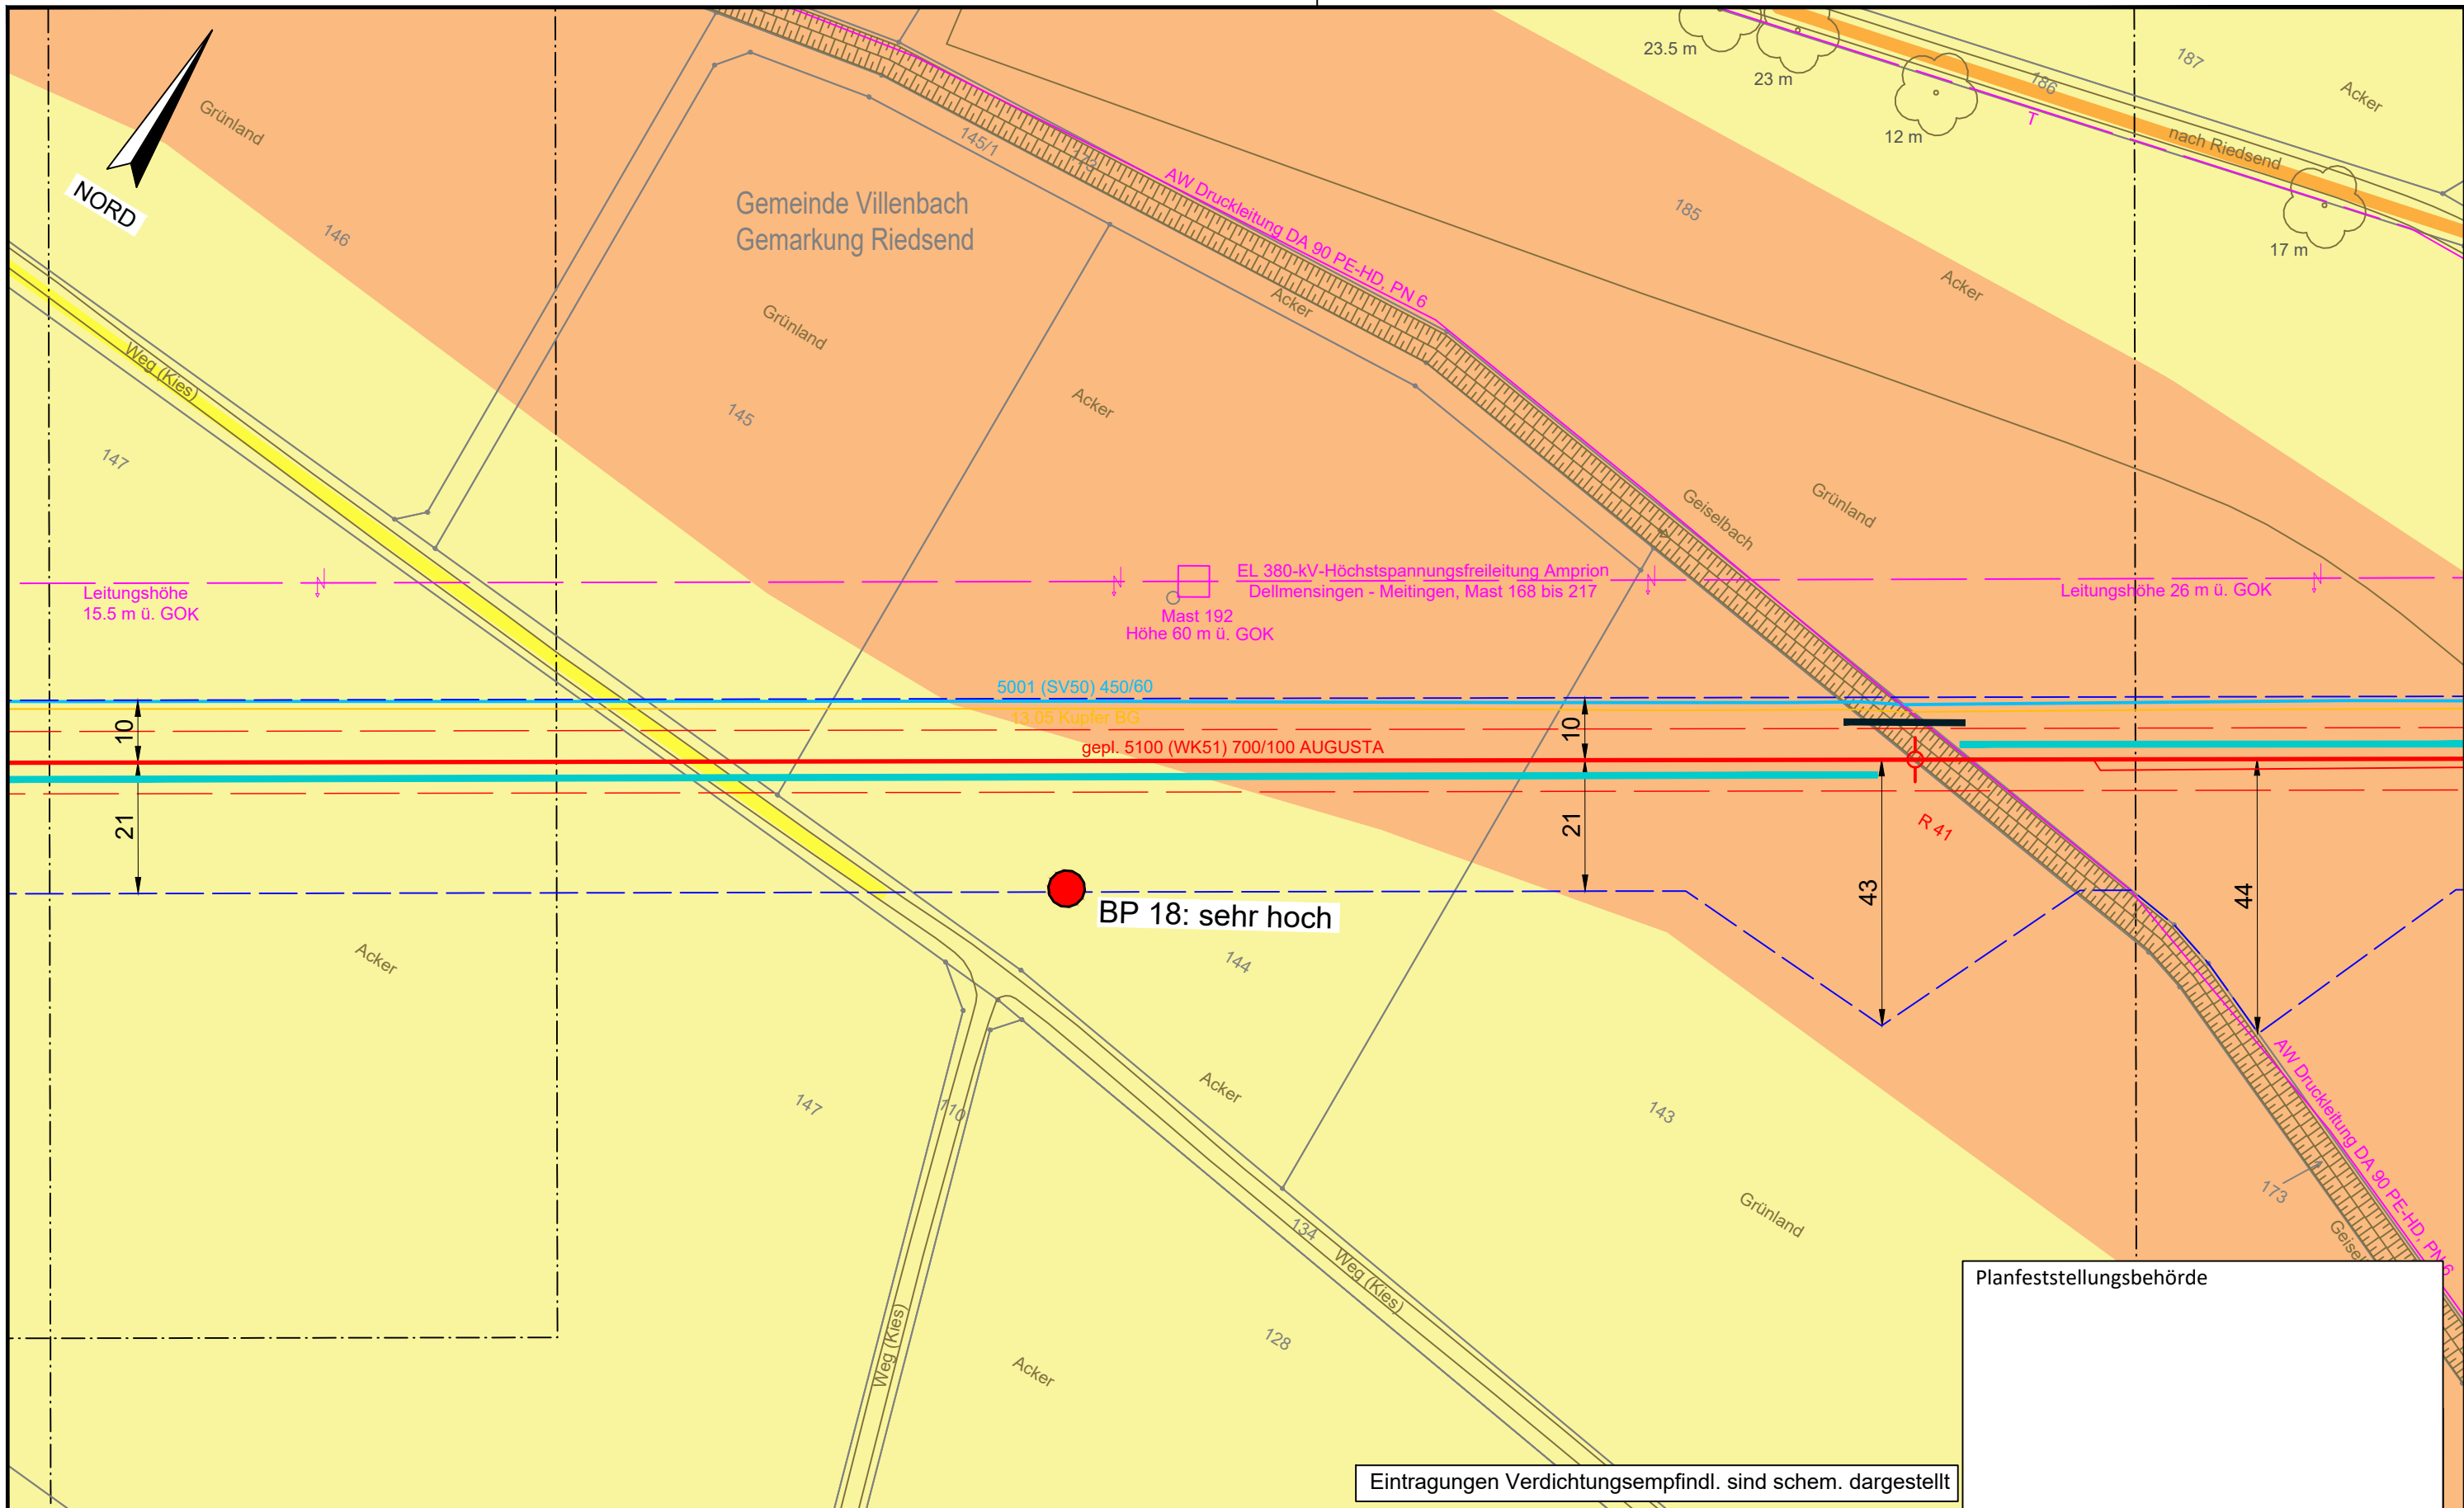 NORD
Grünland
146
Weg (Kies)
147
145/1
Gemeinde Villenbach
Gemarkung Riedsend
Grünland
145
Acker
AW Druckleitung DA 90 PE-HD, PN 6
Acker
23.5 m
23 m
12 m
17 m
T
186
187
Acker
nach Riedsend
185
Acker
Geiselbach
Grünland
Leitungshöhe
15.5 m ü. GOK
EL 380-kV-Höchstspannungsfreileitung Amprion
Dellmensingen - Meitingen, Mast 168 bis 217
Mast 192
Höhe 60 m ü. GOK
Leitungshöhe 26 m ü. GOK
5001 (SV50) 450/60
13.05 Kupfer BG
gepl. 5100 (WK51) 700/100 AUGUSTA
10
21
10
21
43
44
R 41
BP 18: sehr hoch
Acker
144
147
110
Acker
143
Grünland
134
Weg (Kies)
Weg (Kies)
128
Acker
AW Druckleitung DA 90 PE-HD, PN 6
173
Geisel
Planfeststellungsbehörde
Eintragungen Verdichtungsempfindl. sind schem. dargestellt